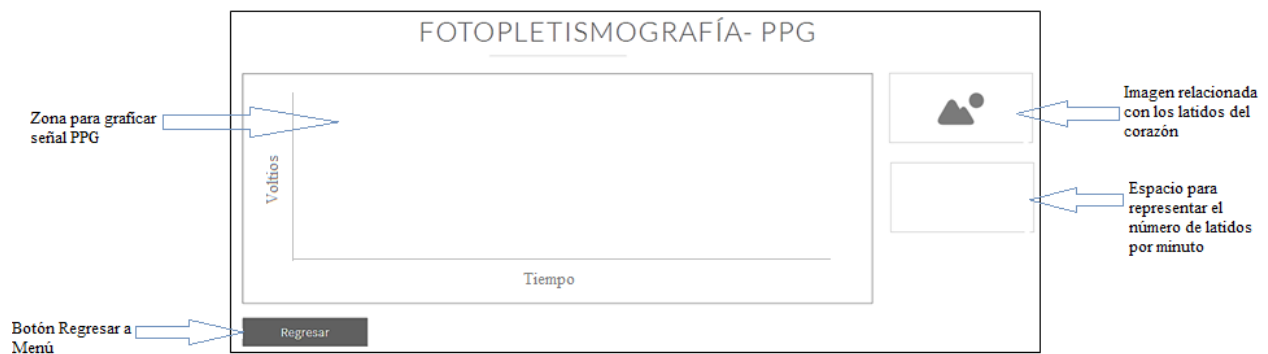 FOTOPLETISMOGRAFÍA- PPG
Zona para graficar
señal PPG
Voltios
Tiempo
Imagen relacionada
con los latidos del
corazón
Espacio para
representar el
número de latidos
por minuto
Botón Regresar a
Menú
Regresar